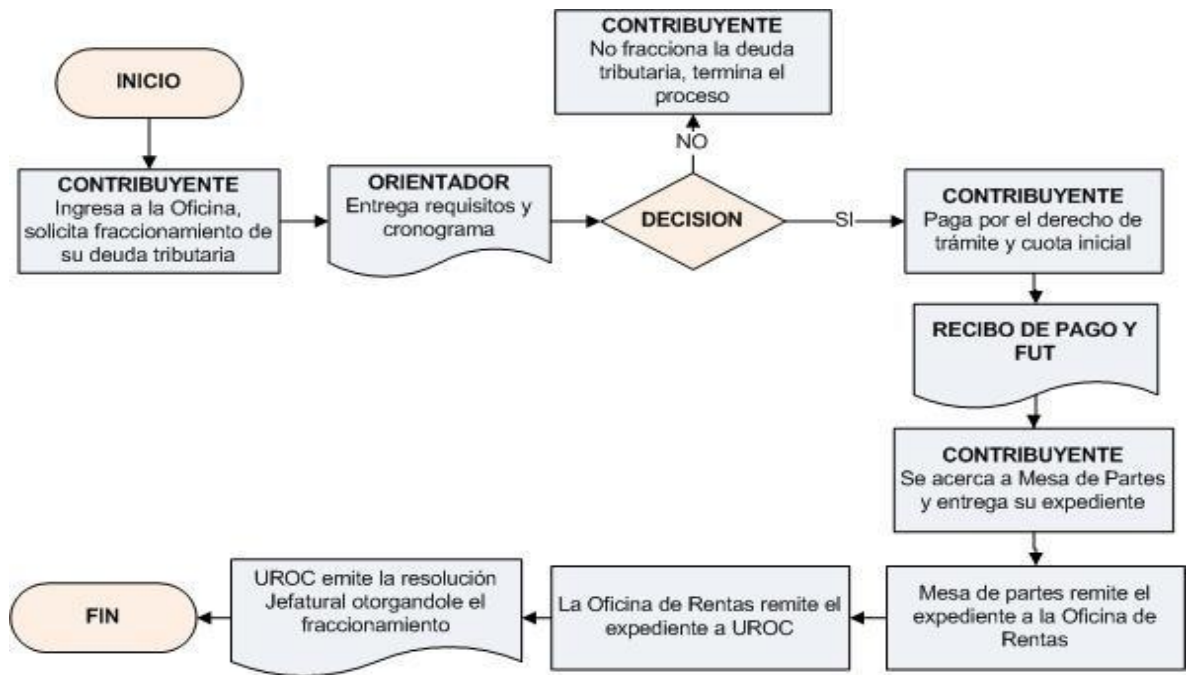 INICIO
CONTRIBUYENTE
Ingresa a la Oficina,
solicita fraccionamiento de
su deuda tributaria
ORIENTADOR
Entrega requisitos y
cronograma
DECISION
NO
CONTRIBUYENTE
No fracciona la deuda
tributaria, termina el
proceso
SI
CONTRIBUYENTE
Paga por el derecho de
trámite y cuota inicial
RECIBO DE PAGO Y
FUT
CONTRIBUYENTE
Se acerca a Mesa de Partes
y entrega su expediente
Mesa de partes remite el
expediente a la Oficina de
Rentas
La Oficina de Rentas remite el
expediente a UROC
UROC emite la resolución
Jefatural otorgandole el
fraccionamiento
FIN